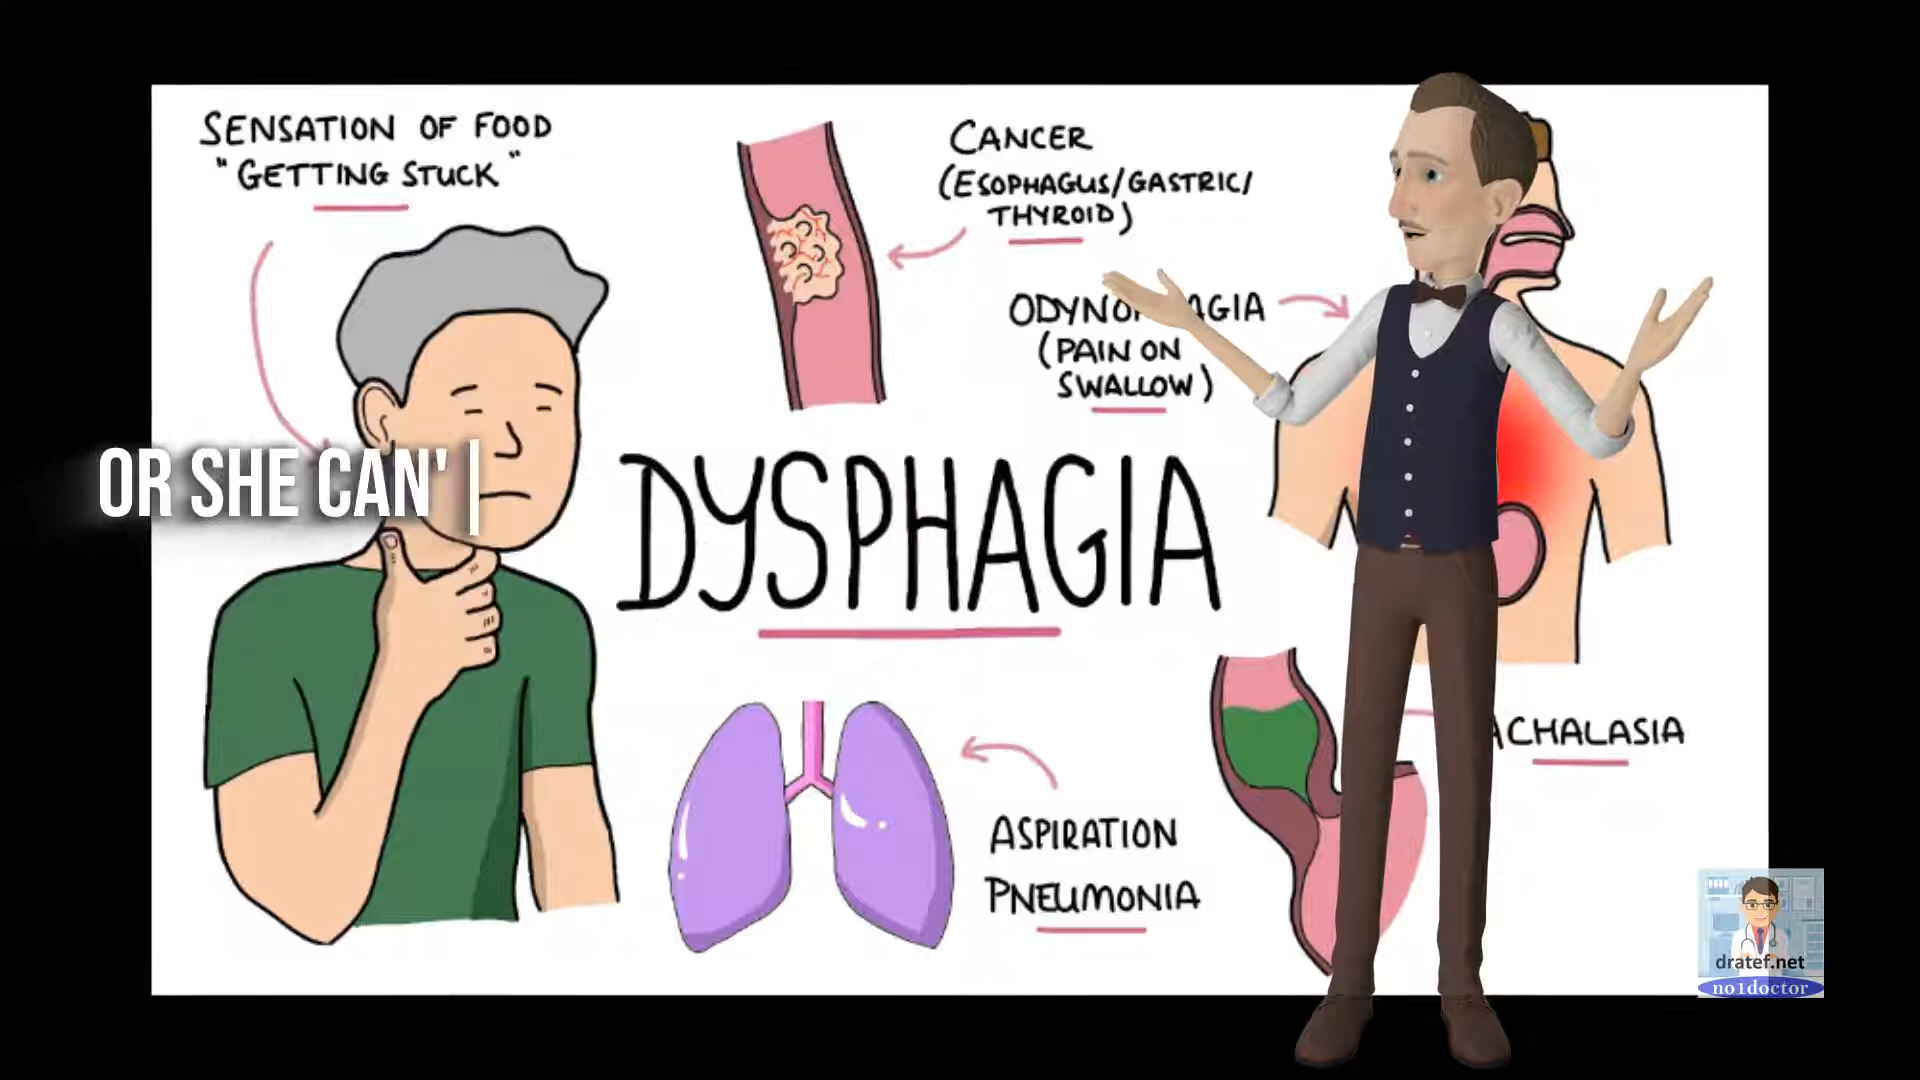 SENSATION OF FOOD
"GETTING STUCK"
CANCER
(ESOPHAGUS/GASTRIC/
THYROID)
(PAIN ON
SWALLOW)
OR SHE CAN'
DYSPHAGIA
ACHALASIA
ASPIRATION
PNEUMONIA
dratef.net
no1doctor